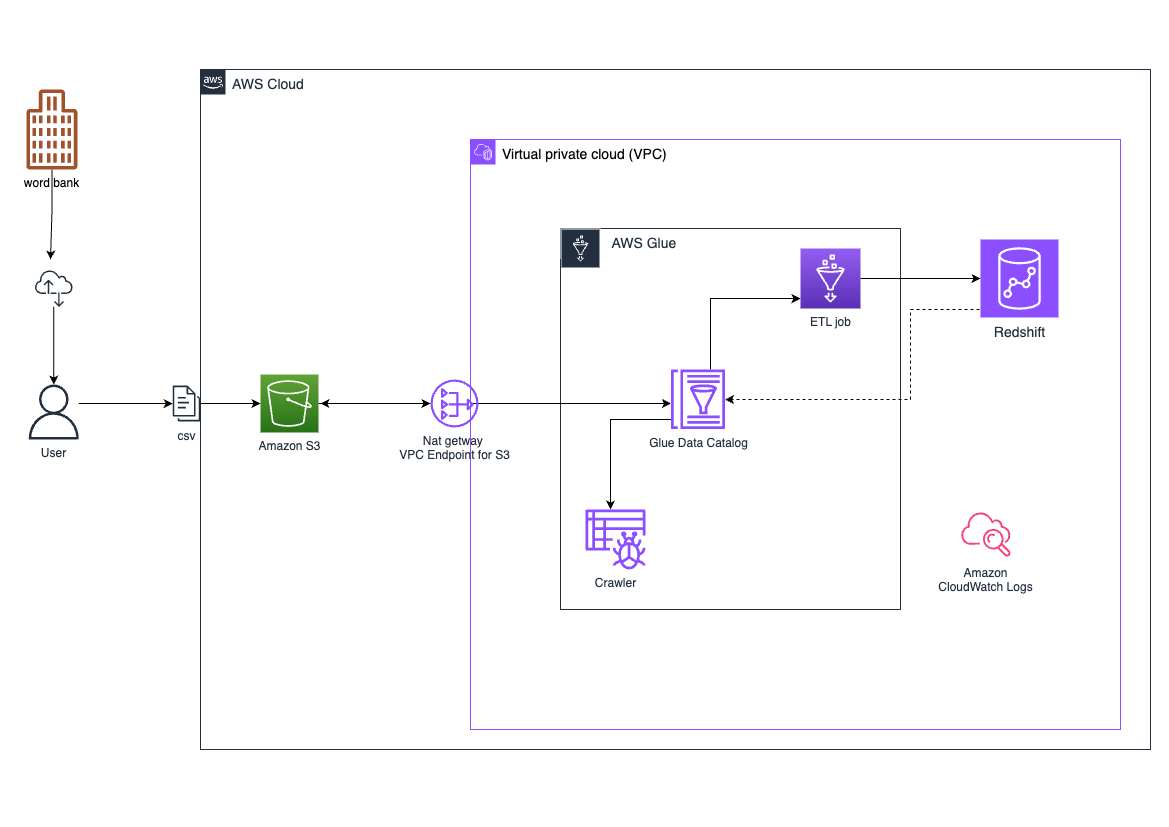 aws
AWS Cloud
word bank
Virtual private cloud (VPC)
AWS Glue
ETL job
Redshift
csv
User
Amazon S3
Nat getway
VPC Endpoint for S3
Glue Data Catalog
Crawler
Amazon
CloudWatch Logs